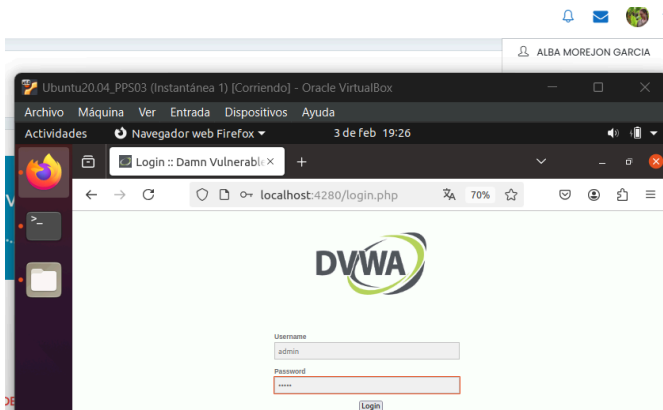 ALBA MOREJON GARCIA
Ubuntu20.04_PPS03 (Instantánea 1) [Corriendo] - Oracle VirtualBox
Archivo Máquina Ver Entrada Dispositivos Ayuda
Actividades Navegador web Firefox 3 de feb 19:26
Login :: Damn Vulnerable
localhost:4280/login.php 70%
DVWA
Username
admin
Password
•••••
Login